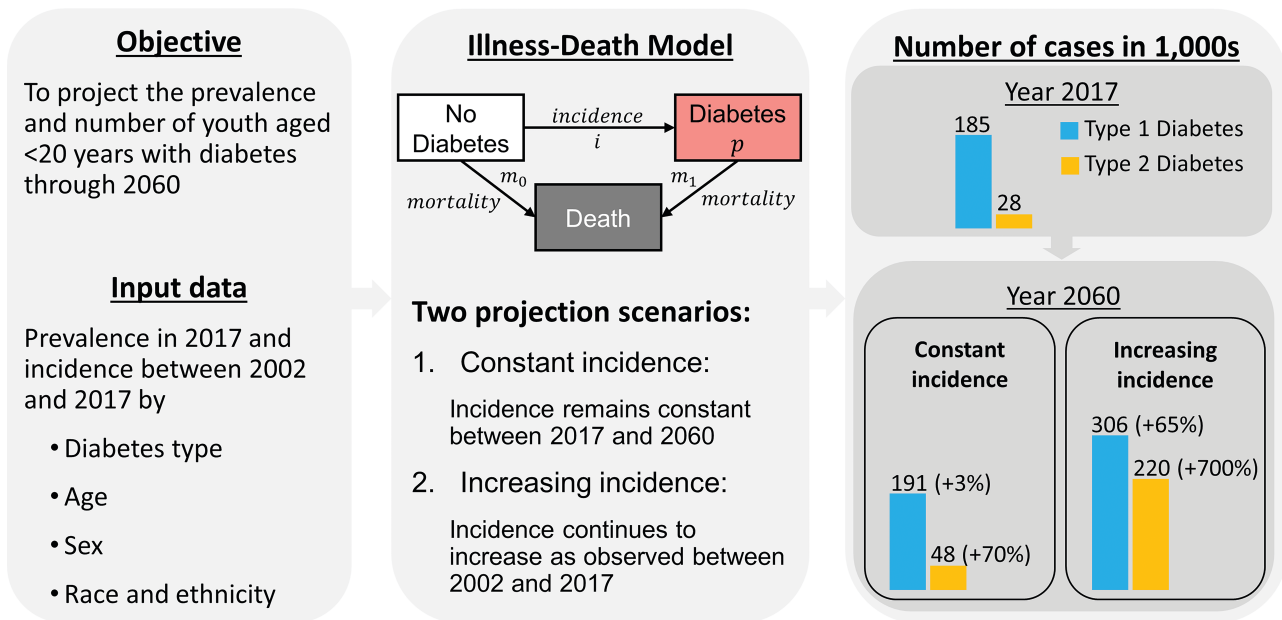 Objective
To project the prevalence
and number of youth aged
<20 years with diabetes
through 2060
Input data
Prevalence in 2017 and
incidence between 2002
and 2017 by
• Diabetes type
• Age
• Sex
• Race and ethnicity
Illness-Death Model
No
Diabetes
incidence
i
Diabetes
p
m₀
mortality
m₁
mortality
Death
Two projection scenarios:
1. Constant incidence:
Incidence remains constant
between 2017 and 2060
2. Increasing incidence:
Incidence continues to
increase as observed between
2002 and 2017
Number of cases in 1,000s
Year 2017
185
28
Type 1 Diabetes
Type 2 Diabetes
Year 2060
Constant
incidence
191 (+3%)
48 (+70%)
Increasing
incidence
306 (+65%)
220 (+700%)